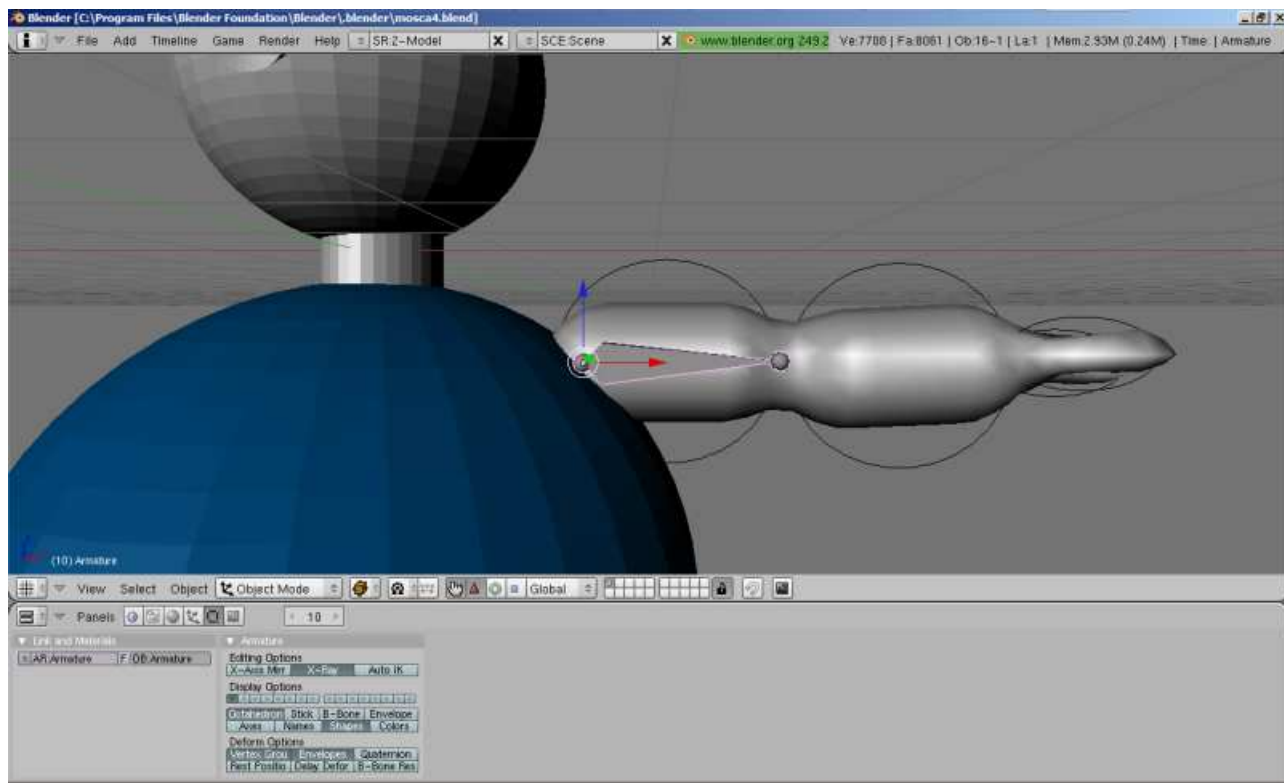 Blender [C:\Program Files\Blender Foundation\Blender\.blender\mosca4.blend]
File Add Timeline Game Render Help SR:2-Model X SCE:Scene X www.blender.org 249.2 Ve:7708 | Fa:8061 | Ob:16-1 | La:1 | Mem:2.93M (0.24M) | Time: | Armature
(10) Armature
View Select Object Object Mode Global
Panels 10
Link and Materials Armature
AR:Armature F OB:Armature
Editing Options
X-Axis Mirr X-Ray Auto IK
Display Options
Octahedron Stick B-Bone Envelope
Axes Names Shapes Colors
Deform Options
Vertex Grou Envelopes Quaternion
Rest Positio Delay Defor B-Bone Res